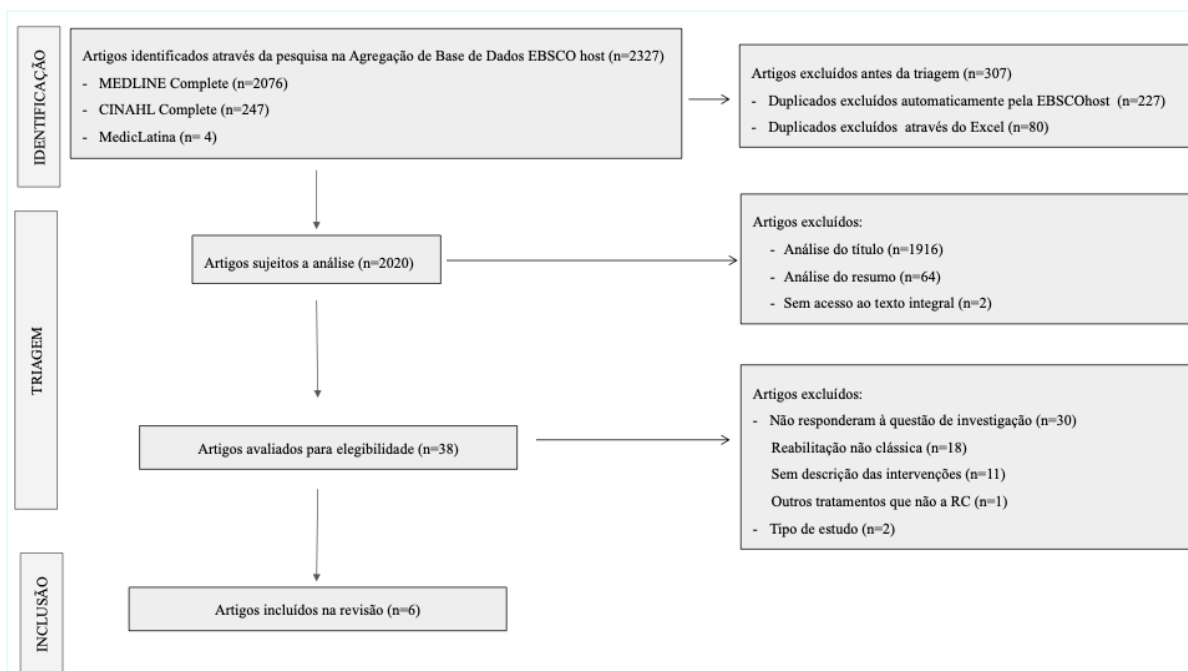 IDENTIFICAÇÃO
Artigos identificados através da pesquisa na Agregação de Base de Dados EBSCO host (n=2327)
- MEDLINE Complete (n=2076)
- CINAHL Complete (n=247)
- MedicLatina (n= 4)
Artigos excluídos antes da triagem (n=307)
- Duplicados excluídos automaticamente pela EBSCOhost (n=227)
- Duplicados excluídos através do Excel (n=80)
TRIAGEM
Artigos sujeitos a análise (n=2020)
Artigos excluídos:
- Análise do título (n=1916)
- Análise do resumo (n=64)
- Sem acesso ao texto integral (n=2)
Artigos avaliados para elegibilidade (n=38)
Artigos excluídos:
- Não responderam à questão de investigação (n=30)
Reabilitação não clássica (n=18)
Sem descrição das intervenções (n=11)
Outros tratamentos que não a RC (n=1)
- Tipo de estudo (n=2)
INCLUSÃO
Artigos incluídos na revisão (n=6)